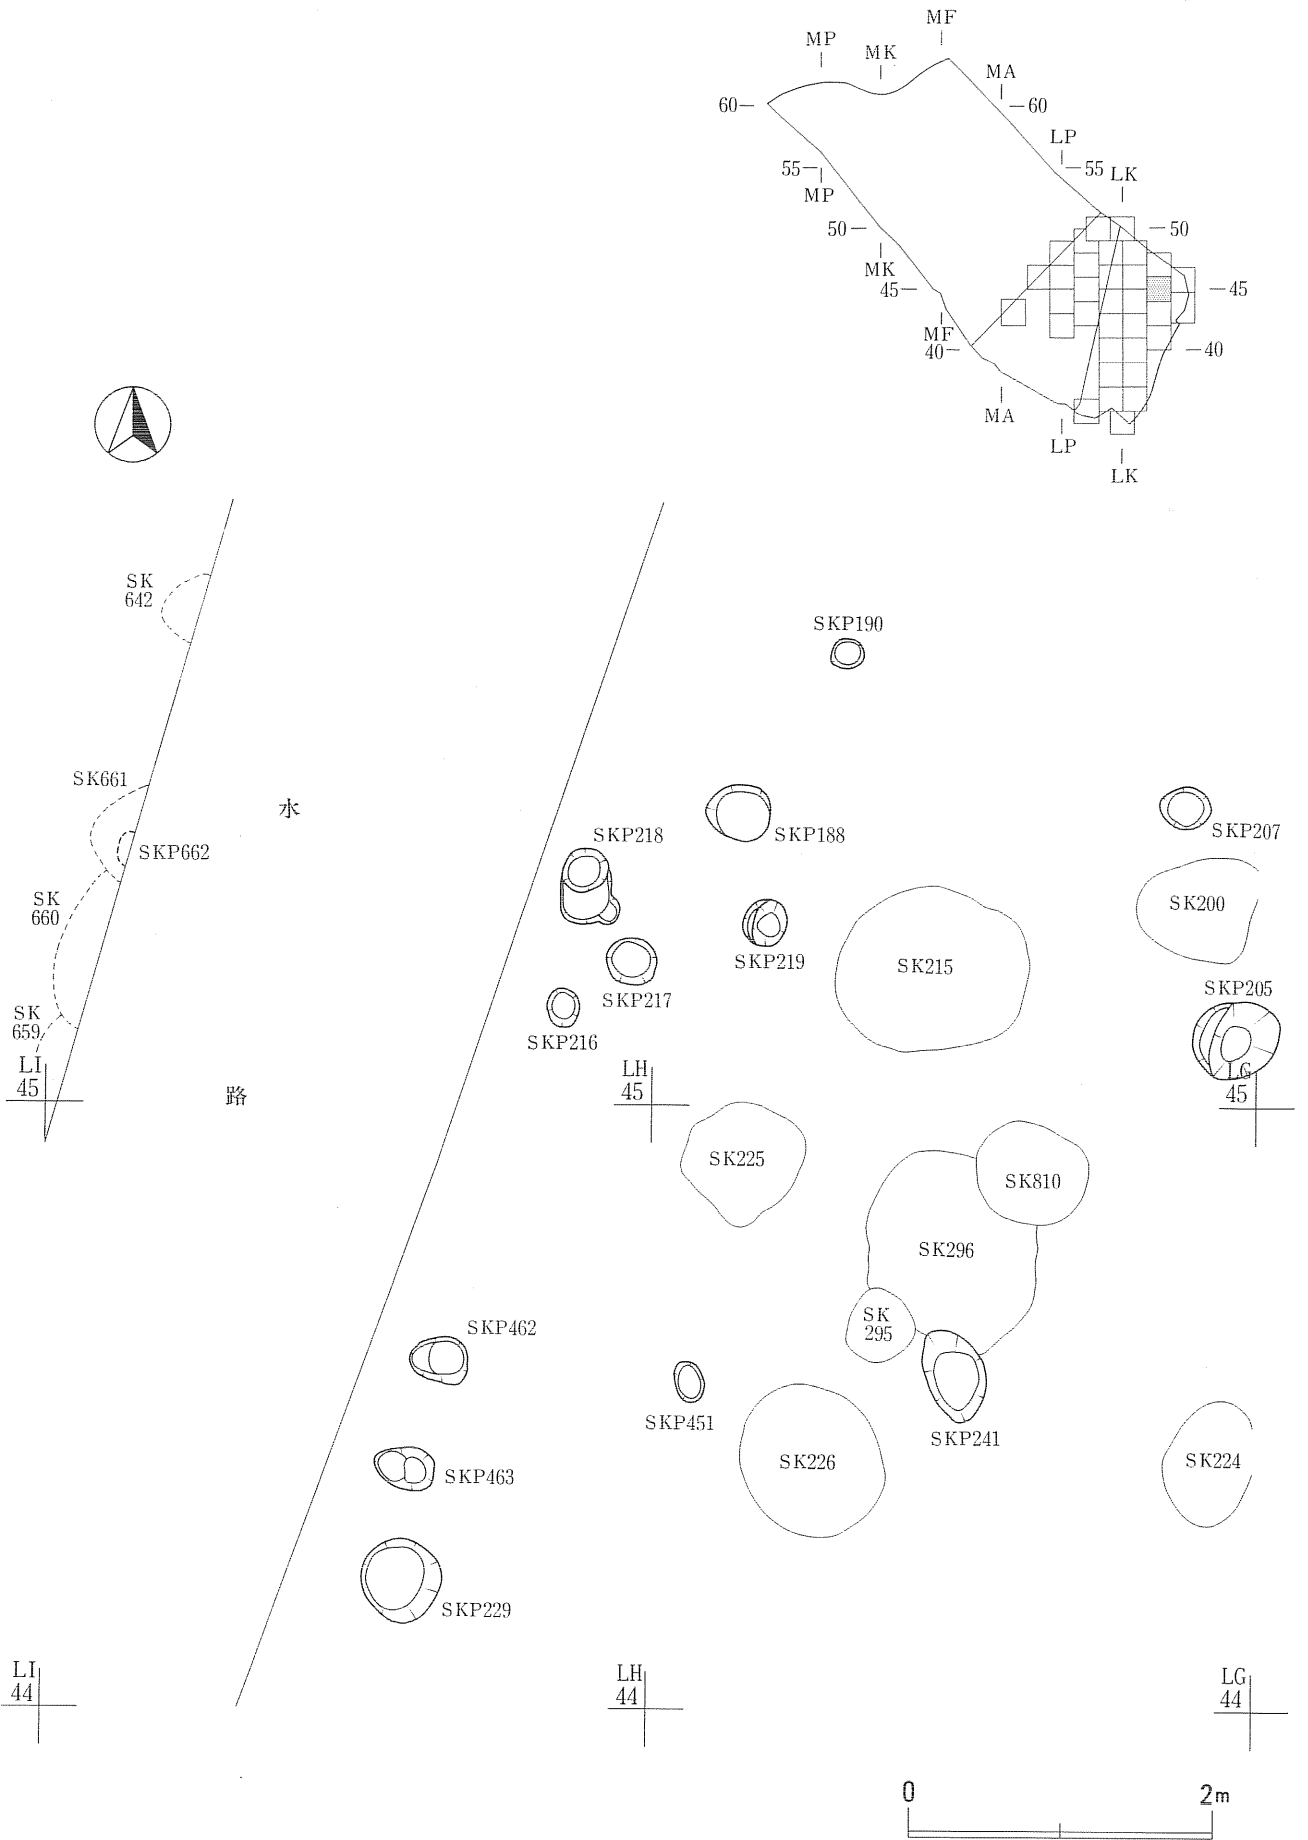 MF
MP
MK
MA
60
60
LP
55
55
LK
MP
50
50
MK
45
45
MF
40
40
MA
LP
LK
SK
642
SKP190
SK661
水
SKP188
SKP207
SKP218
SKP662
SK
660
SK200
SKP219
SK215
SKP205
SKP217
SK
659
SKP216
LI
45
路
LH
45
LG
45
SK225
SK810
SK296
SK
295
SKP462
SKP451
SKP241
SK226
SK224
SKP463
SKP229
LI
44
LH
44
LG
44
0
2m